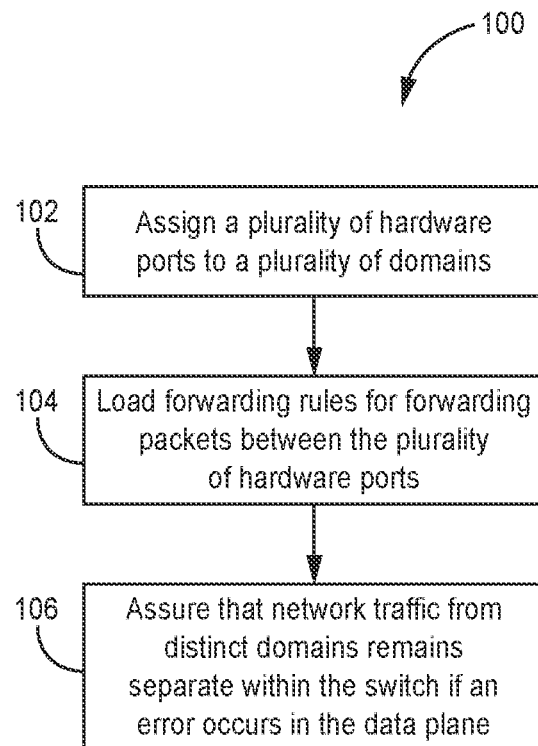 100
102
Assign a plurality of hardware
ports to a plurality of domains
104
Load forwarding rules for forwarding
packets between the plurality
of hardware ports
106
Assure that network traffic from
distinct domains remains
separate within the switch if an
error occurs in the data plane